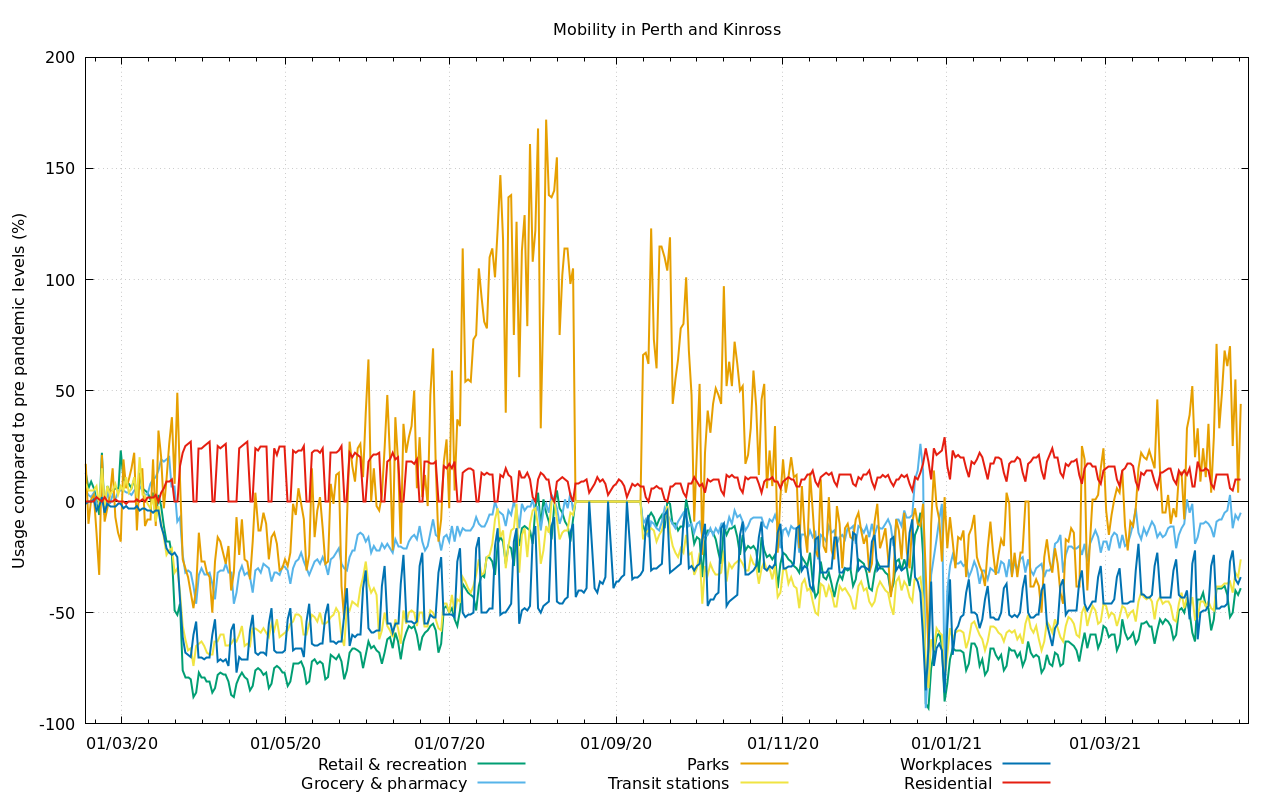 Mobility in Perth and Kinross
Usage compared to pre pandemic levels (%)
200
150
100
50
0
-50
-100
01/03/20 01/05/20 01/07/20 01/09/20 01/11/20 01/01/21 01/03/21
Retail & recreation Parks Workplaces
Grocery & pharmacy Transit stations Residential